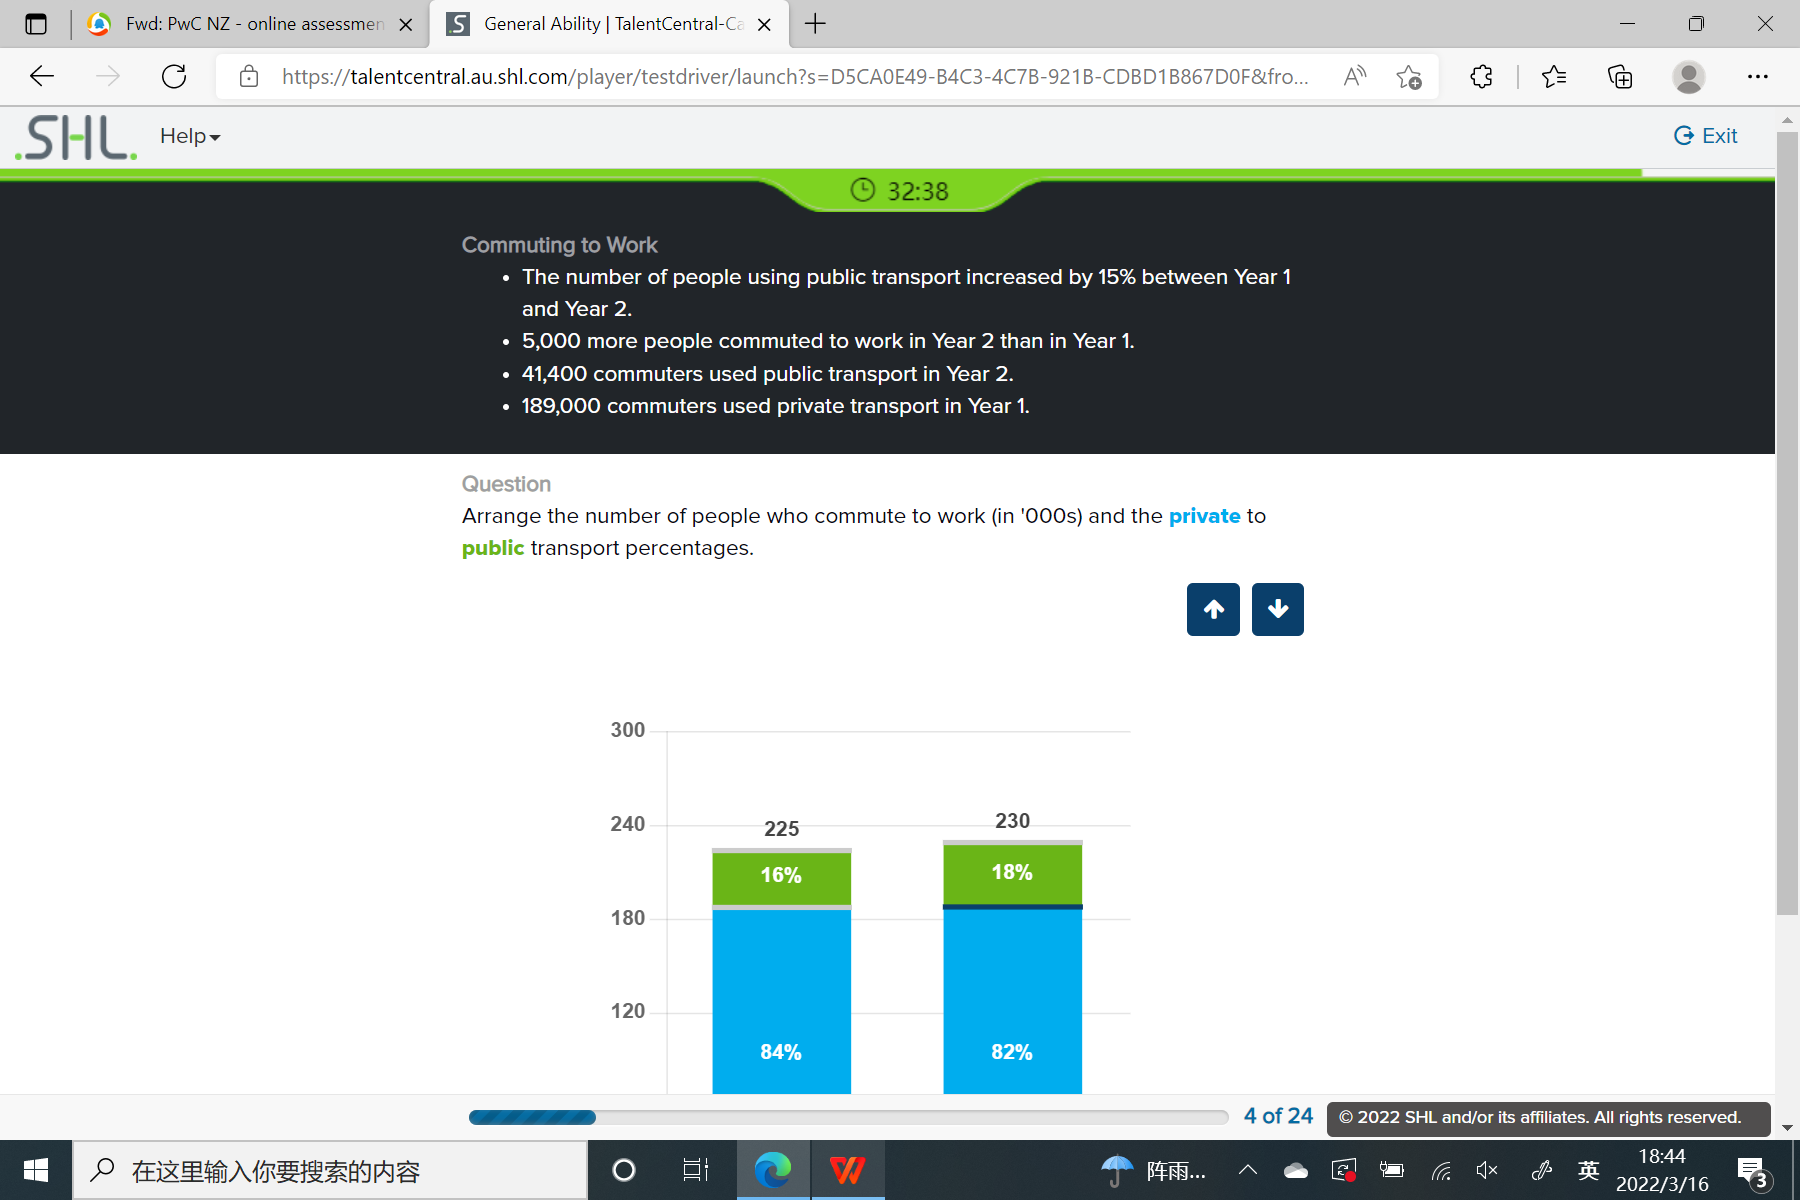 Fwd: PwC NZ - online assessmen
General Ability | TalentCentral-Ca
https://talentcentral.au.shl.com/player/testdriver/launch?s=D5CA0E49-B4C3-4C7B-921B-CDBD1B867D0F&fro...
.SHL.
Help
Exit
32:38
Commuting to Work
• The number of people using public transport increased by 15% between Year 1
and Year 2.
• 5,000 more people commuted to work in Year 2 than in Year 1.
• 41,400 commuters used public transport in Year 2.
• 189,000 commuters used private transport in Year 1.
Question
Arrange the number of people who commute to work (in '000s) and the private to
public transport percentages.
300
240
225
230
16%
18%
180
120
84%
82%
4 of 24
© 2022 SHL and/or its affiliates. All rights reserved.
在这里输入你要搜索的内容
阵雨...
英
18:44
2022/3/16
3